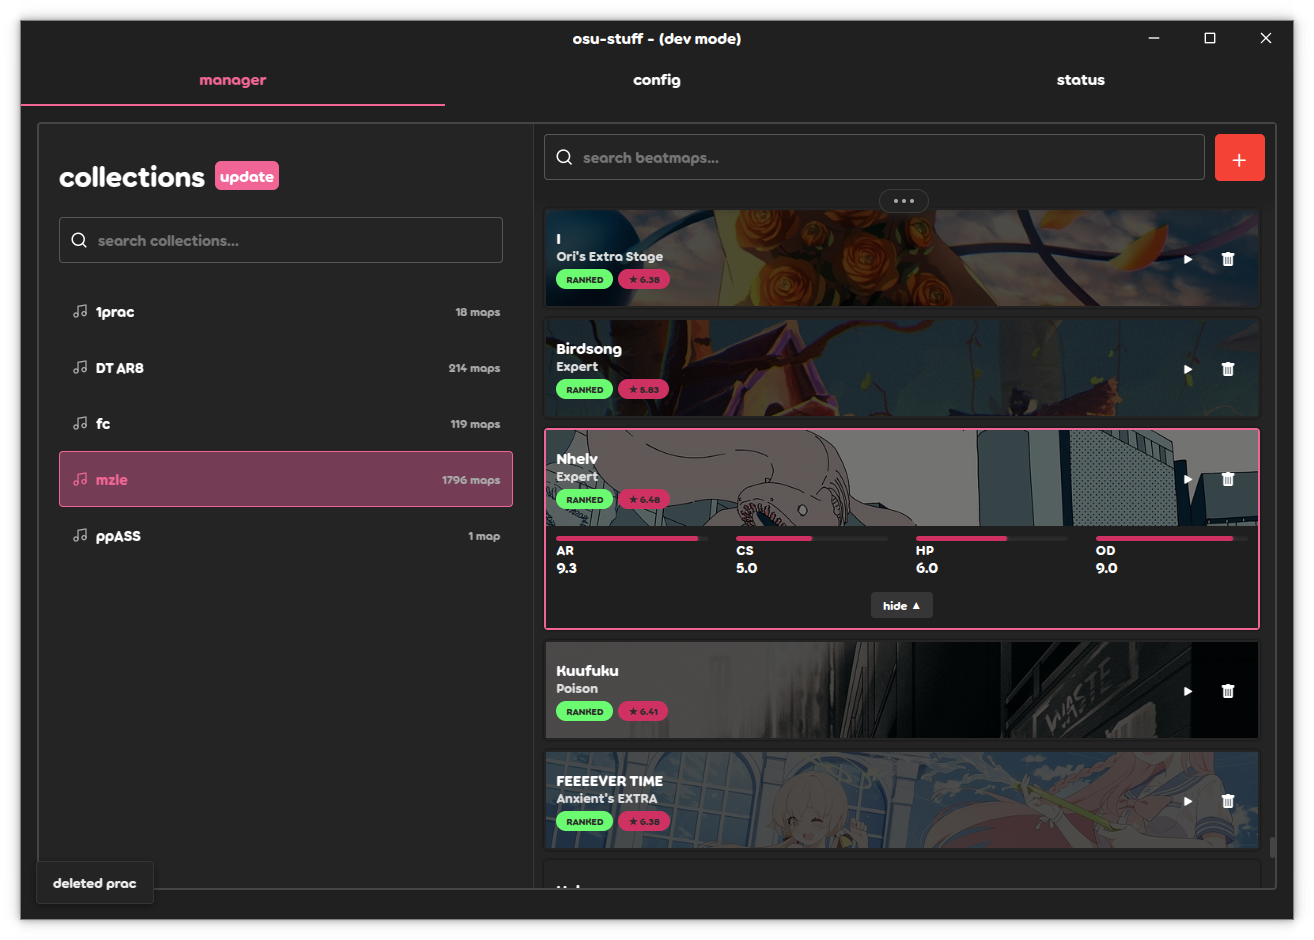 osu-stuff - (dev mode)
manager
config
status
collections
update
search collections...
1prac
18 maps
DT AR8
214 maps
fc
119 maps
mzle
1796 maps
ppASS
1 map
deleted prac
search beatmaps...
+
I
Ori's Extra Stage
RANKED
★ 6.38
Birdsong
Expert
RANKED
★ 5.83
Nhelv
Expert
RANKED
★ 6.48
AR
9.3
CS
5.0
HP
6.0
OD
9.0
hide ▲
Kuufuku
Poison
RANKED
★ 6.41
WASTE
FEEEEVER TIME
Anxient's EXTRA
RANKED
★ 6.38